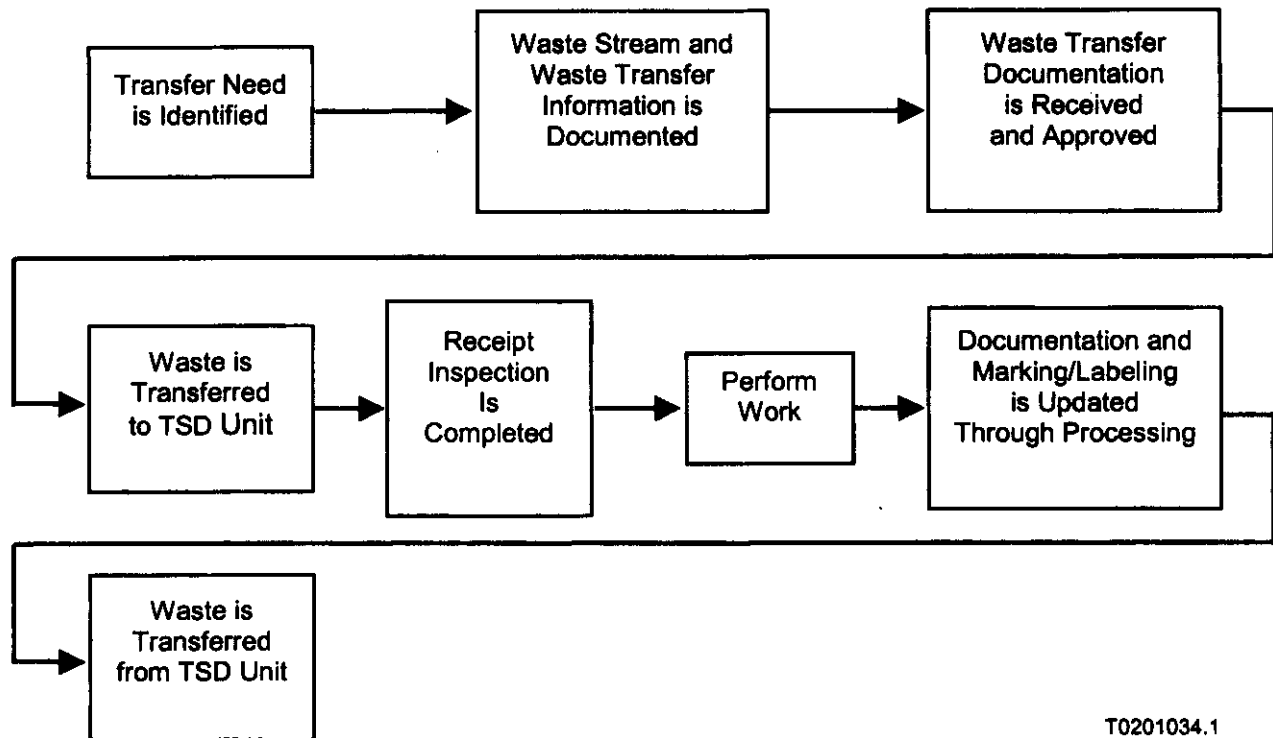 Transfer Need
is Identified
Waste Stream and
Waste Transfer
Information is
Documented
Waste Transfer
Documentation
is Received
and Approved
Waste is
Transferred
to TSD Unit
Receipt
Inspection
Is
Completed
Perform
Work
Documentation and
Marking/Labeling
is Updated
Through Processing
Waste is
Transferred
from TSD Unit
T0201034.1